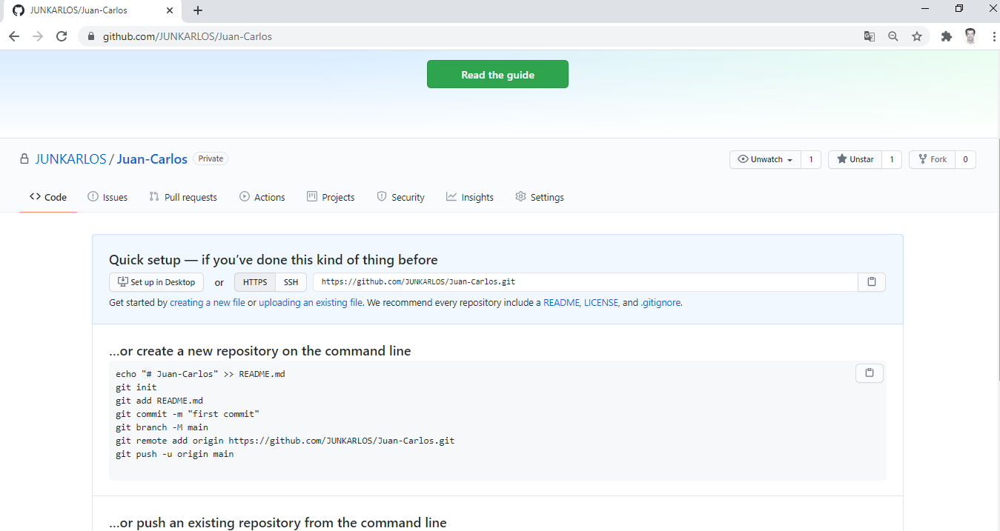 JUNKARLOS/Juan-Carlos
github.com/JUNKARLOS/Juan-Carlos
Read the guide
JUNKARLOS / Juan-Carlos Private
Unwatch 1 Unstar 1 Fork 0
Code Issues Pull requests Actions Projects Security Insights Settings
Quick setup — if you’ve done this kind of thing before
Set up in Desktop or HTTPS SSH https://github.com/JUNKARLOS/Juan-Carlos.git
Get started by creating a new file or uploading an existing file. We recommend every repository include a README, LICENSE, and .gitignore.
…or create a new repository on the command line
echo "# Juan-Carlos" >> README.md
git init
git add README.md
git commit -m "first commit"
git branch -M main
git remote add origin https://github.com/JUNKARLOS/Juan-Carlos.git
git push -u origin main
…or push an existing repository from the command line